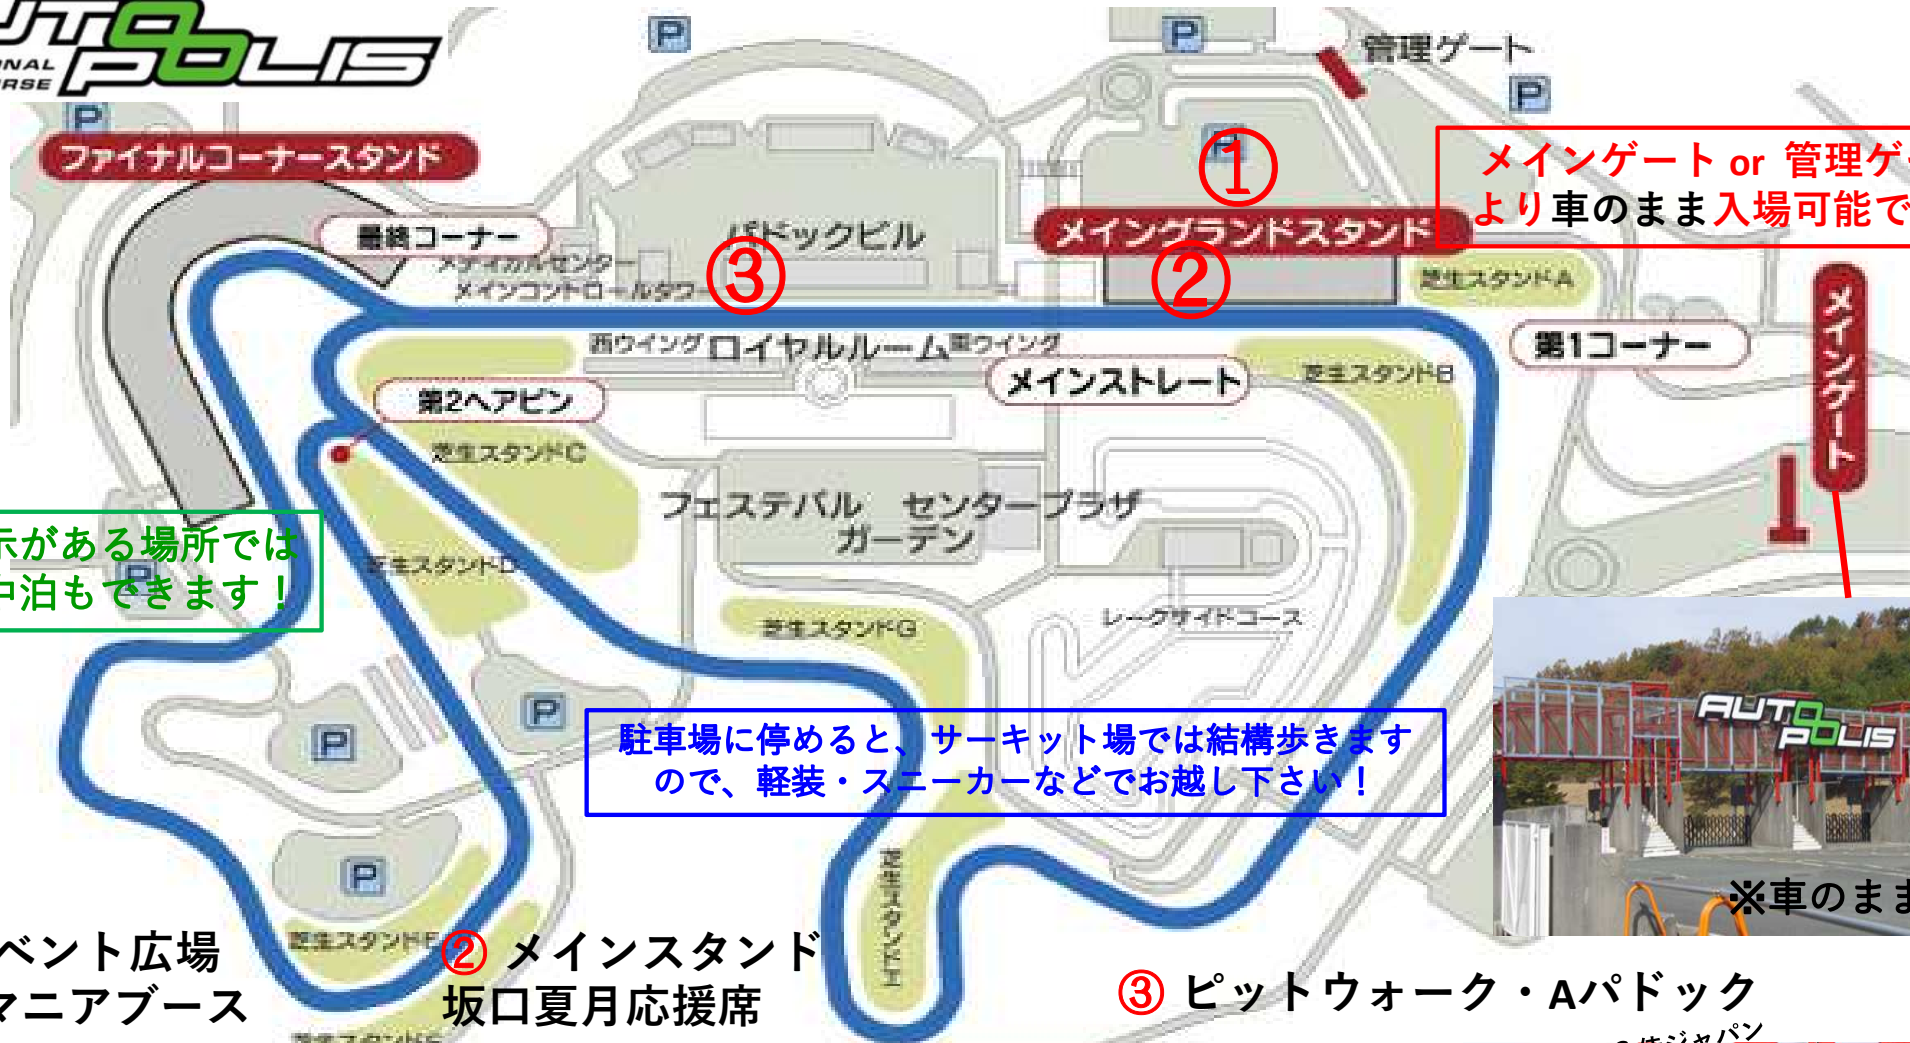 AUTOPOLIS
ONAL
URSE
P
P
管理ゲート
P
P
P
①
ファイナルコーナースタンド
メインゲート or 管理ゲ
より車のまま入場可能で
最終コーナー
パドックビル
メイングランドスタンド
メディカルセンター
メインコントロールタワー
③
②
芝生スタンドA
メインゲート
西ウイング ロイヤルルーム 東ウイング
第1コーナー
第2ヘアピン
メインストレート
芝生スタンドB
芝生スタンドC
フェステバル センタープラザ
ガーデン
示がある場所では
中泊もできます！
P
芝生スタンドD
芝生スタンドG
レークサイドコース
P
P
駐車場に停めると、サーキット場では結構歩きます
ので、軽装・スニーカーなどでお越し下さい！
AUTOPOLIS
P
※車のまま
芝生スタンドE
ベント広場
マニアブース
② メインスタンド
坂口夏月応援席
③ ピットウォーク・Aパドック
ジャパン